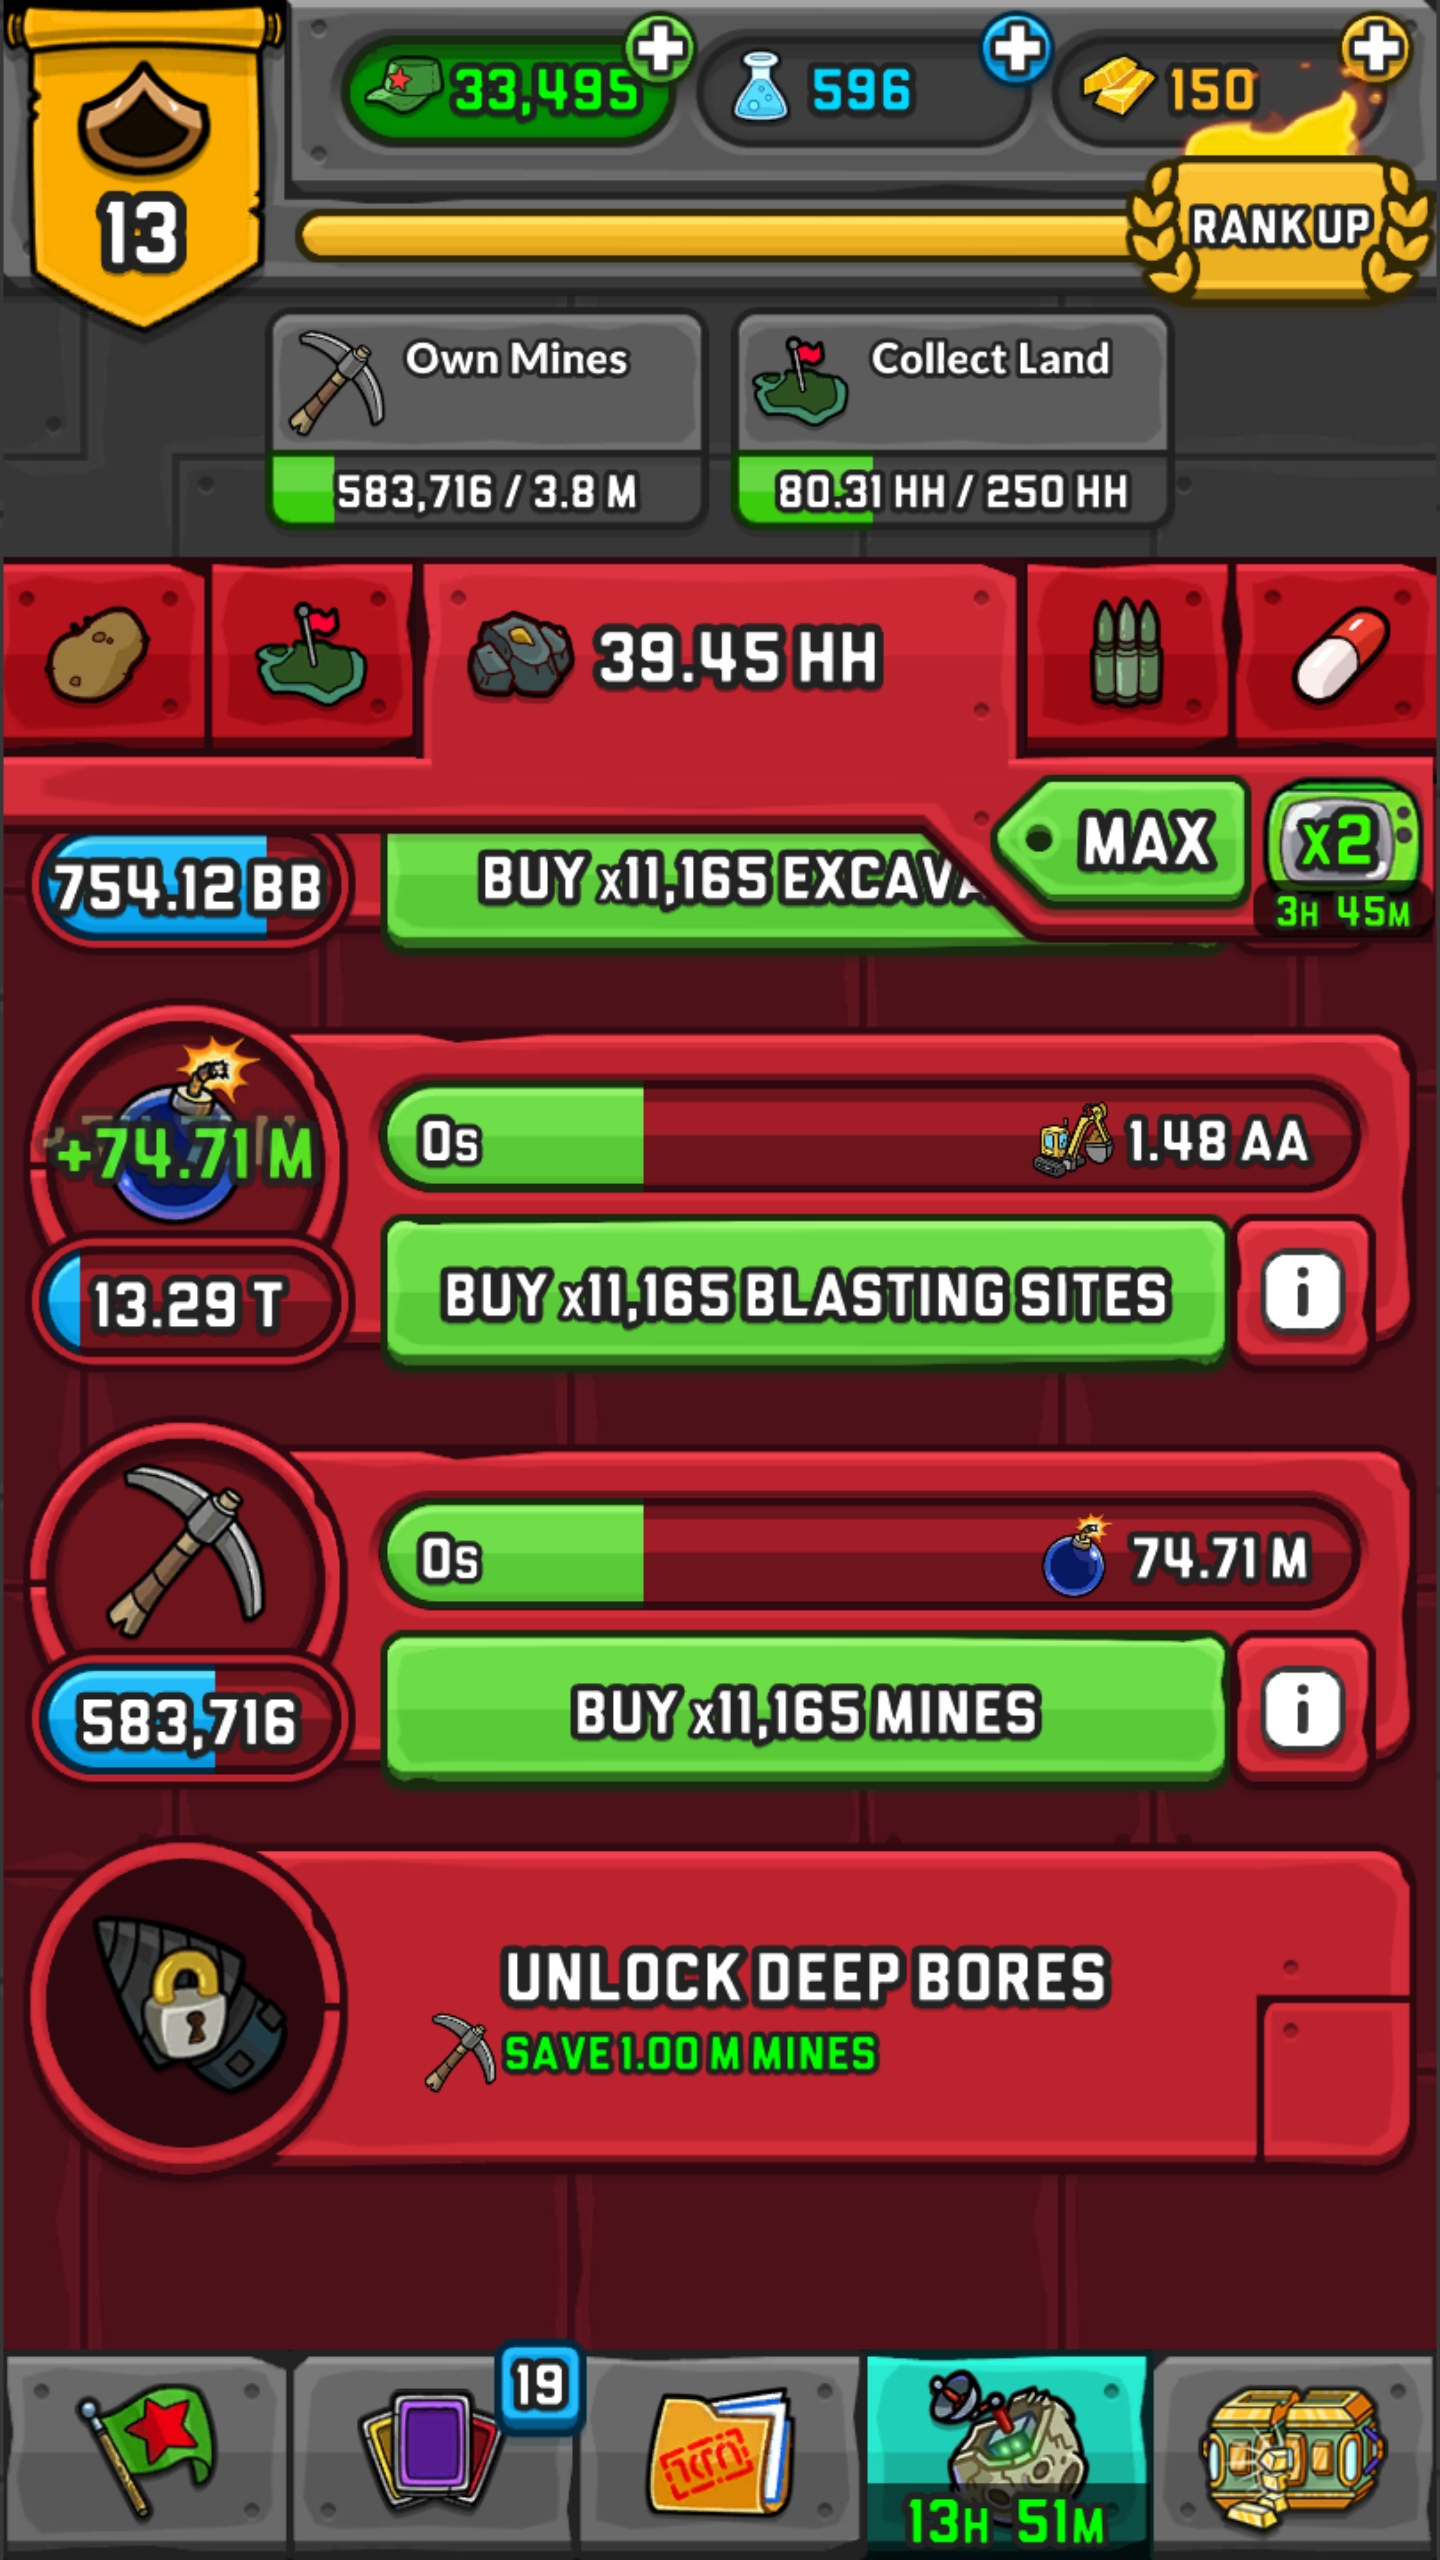 33,495
596
150
13
RANK UP
Own Mines
583,716 / 3.8 M
Collect Land
80.31 HH / 250 HH
39.45 HH
MAX
x2
3H 45M
754.12 BB
BUY x11,165 EXCAVA
+74.71 M
0s
1.48 AA
13.29 T
BUY x11,165 BLASTING SITES
i
0s
74.71 M
583,716
BUY x11,165 MINES
i
UNLOCK DEEP BORES
SAVE 1.00 M MINES
19
13H 51M